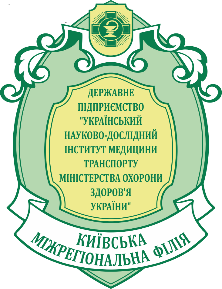 ДЕРЖАВНЕ
ПІДПРИЄМСТВО
"УКРАЇНСЬКИЙ
НАУКОВО-ДОСЛІДНИЙ
ІНСТИТУТ МЕДИЦИНИ
ТРАНСПОРТУ
МІНІСТЕРСТВА ОХОРОНИ
ЗДОРОВ'Я
УКРАЇНИ"
КИЇВСЬКА
МІЖРЕГІОНАЛЬНА ФІЛІЯ